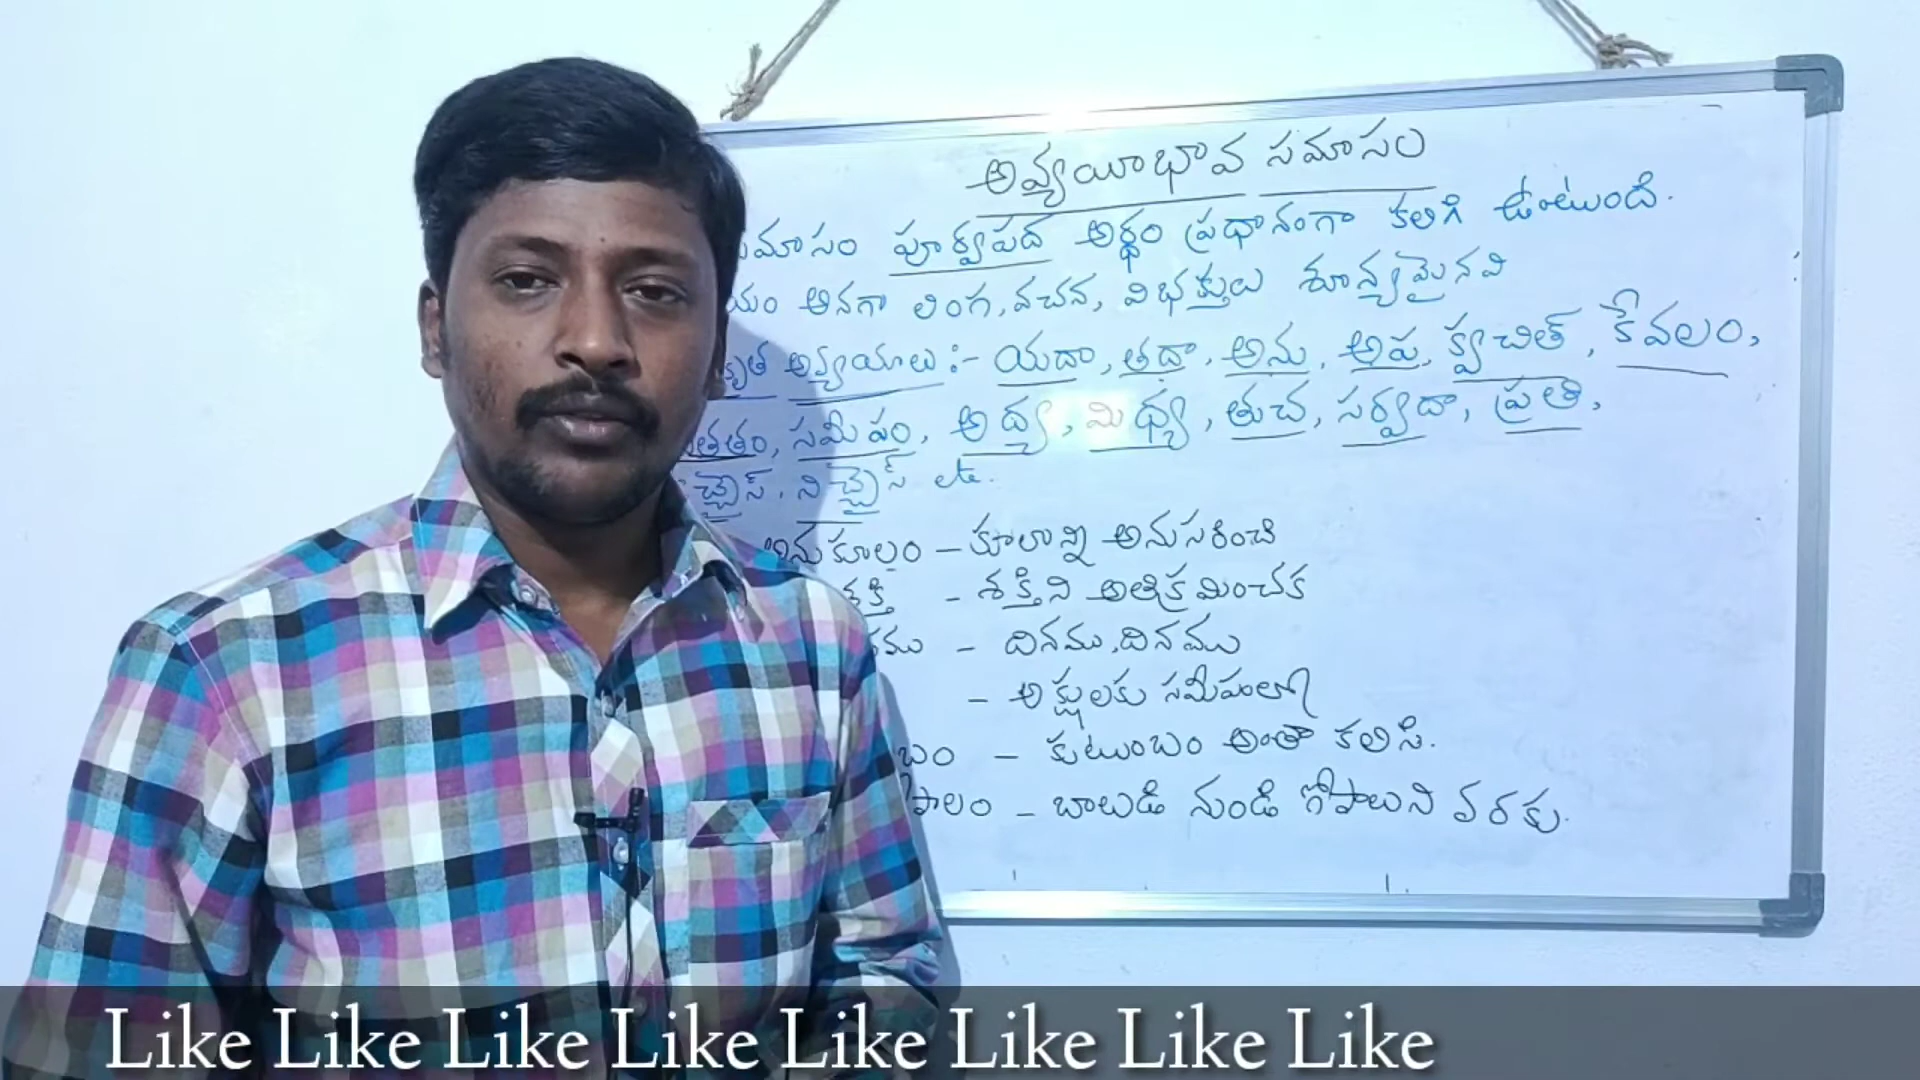 అవ్యయీభావ సమాసం
పూర్వపద అర్థం ప్రధానంగా కలిగి ఉంటుంది.
అనగా లింగ, వచన, విభక్తులు శూన్యమైనవి
అవ్యయాలు :- యదా, తదా, అను, అప, క్వచిత్, కేవలం,
సమీపం, అద్య, మిథ్య, తుచ, సర్వదా, ప్రతి,
నిచ్చైస్ etc.
అనుకూలం – కూలాన్ని అనుసరించి
– శక్తిని అతిక్రమించక
– దినము, దినము
– అక్షులకు సమీపంలో
– కుటుంబం అంతా కలిసి.
– బాలుడి నుండి గోపాలుని వరకు.
Like Like Like Like Like Like Like Like